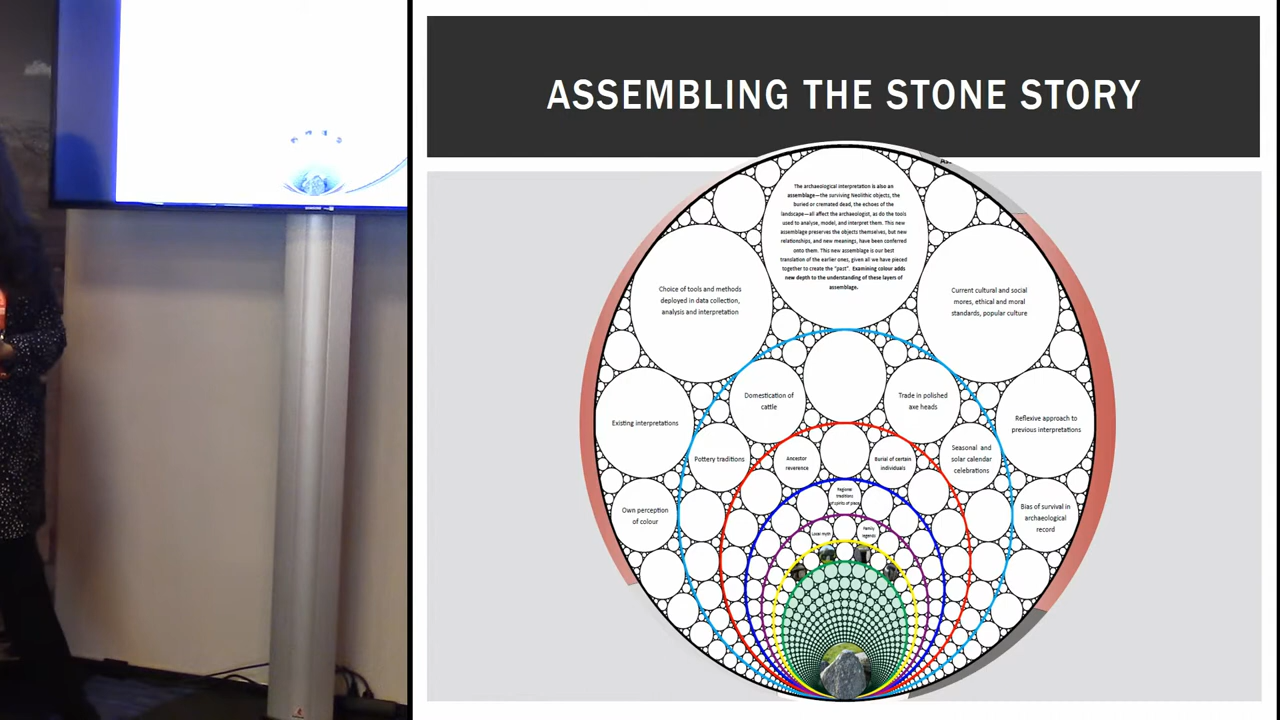 ASSEMBLING THE STONE STORY
The archaeological interpretation is also an
assemblage—the surviving Neolithic objects, the
buried or cremated dead, the echoes of the
landscape—all affect the archaeologist, as do the tools
used to analyse, model, and interpret them. This new
assemblage preserves the objects themselves, but new
relationships, and new meanings, have been conferred
onto them. This new assemblage is our best
translation of the earlier ones, given all we have pieced
together to create the "past". Examining colour adds
new depth to the understanding of these layers of
assemblage.
Choice of tools and methods
deployed in data collection,
analysis and interpretation
Current cultural and social
mores, ethical and moral
standards, popular culture
Domestication of
cattle
Trade in polished
axe heads
Existing interpretations
Reflexive approach to
previous interpretations
Pottery traditions
Ancestor
reverence
Burial of certain
individuals
Seasonal and
solar calendar
celebrations
Regional
traditions
of spirits of place
Own perception
of colour
Bias of survival in
archaeological
record
Local myth
Family
legends